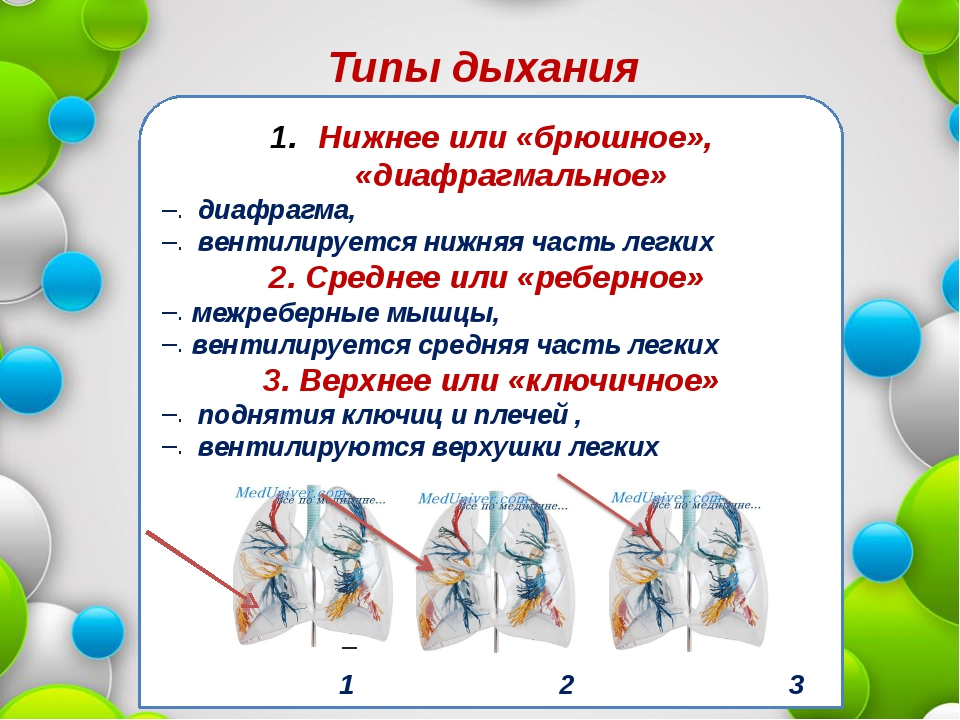 Типы дыхания
1. Нижнее или «брюшное»,
«диафрагмальное»
–. диафрагма,
–. вентилируется нижняя часть легких
2. Среднее или «реберное»
–. межреберные мышцы,
–. вентилируется средняя часть легких
3. Верхнее или «ключичное»
–. поднятия ключиц и плечей ,
–. вентилируются верхушки легких
MedUniver.com MedUniver.com MedUniver.com
все по медицине... все по медицине... все по медицине...
–
1 2 3